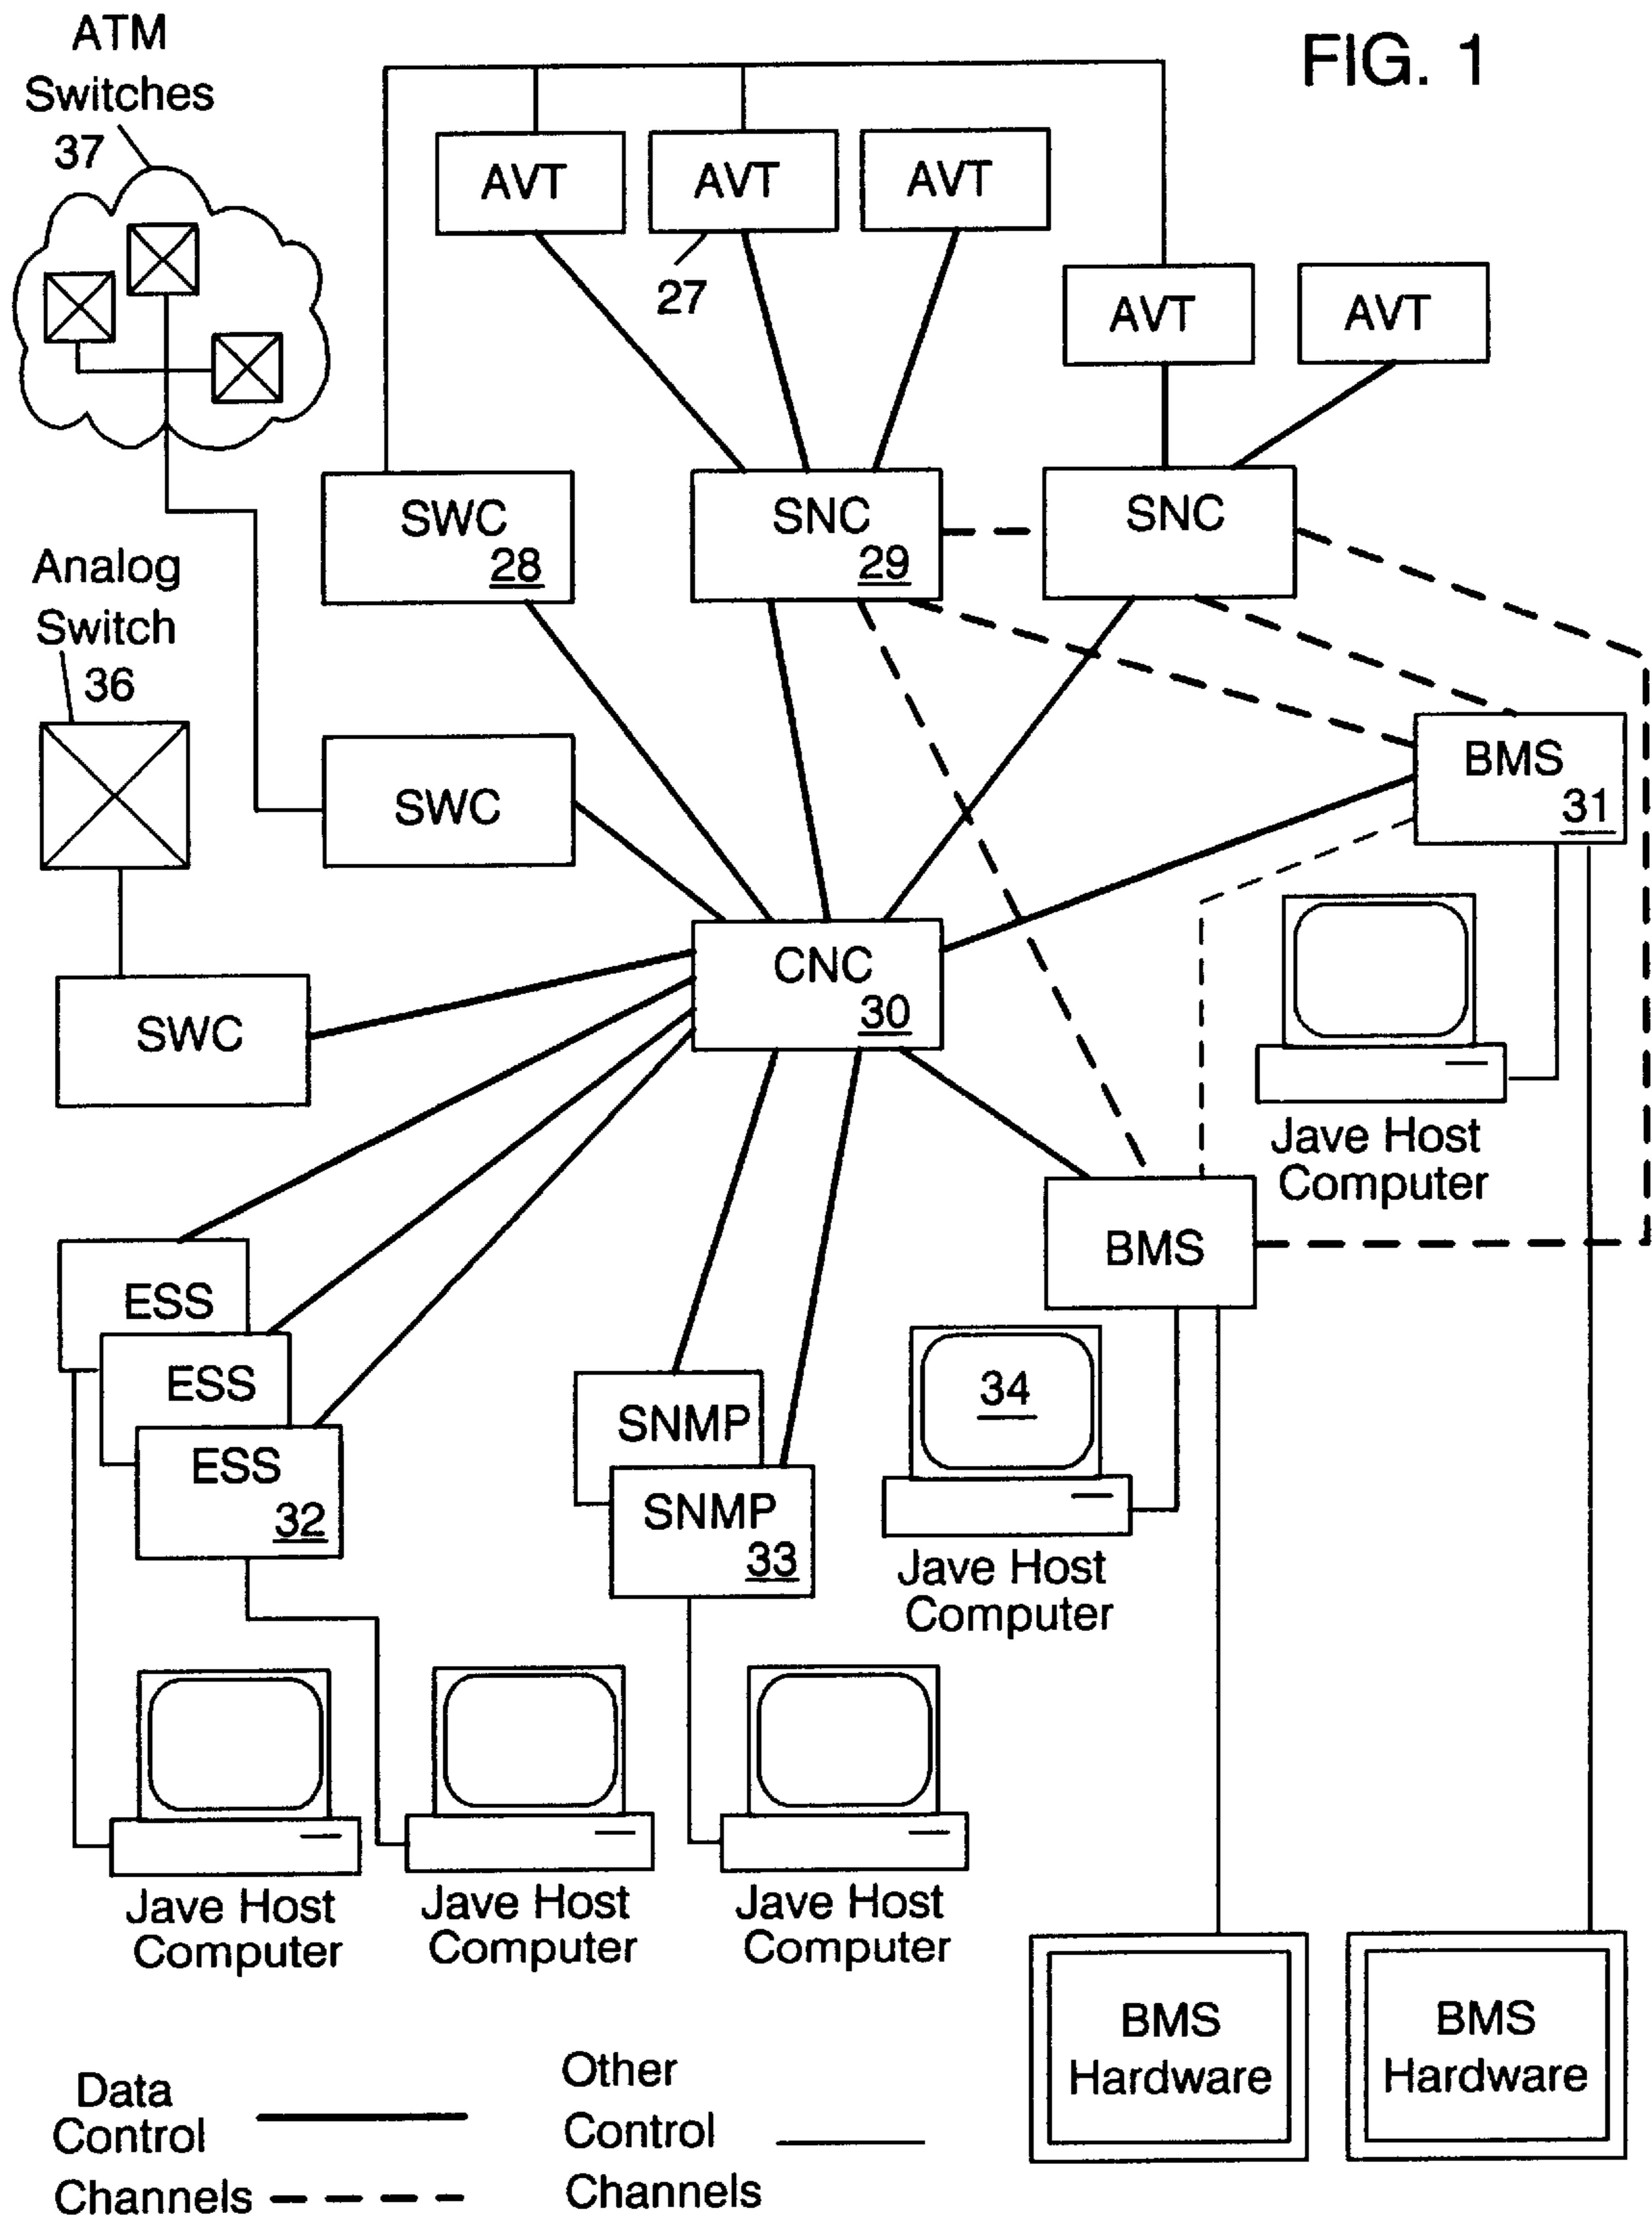 FIG. 1
ATM
Switches
37
AVT
AVT
AVT
27
AVT
AVT
SWC
28
SNC
29
SNC
Analog
Switch
36
SWC
BMS
31
CNC
30
SWC
Jave Host
Computer
BMS
ESS
ESS
ESS
32
SNMP
SNMP
33
34
Jave Host
Computer
Jave Host
Computer
Jave Host
Computer
Jave Host
Computer
BMS
Hardware
BMS
Hardware
Data
Control
Channels
Other
Control
Channels